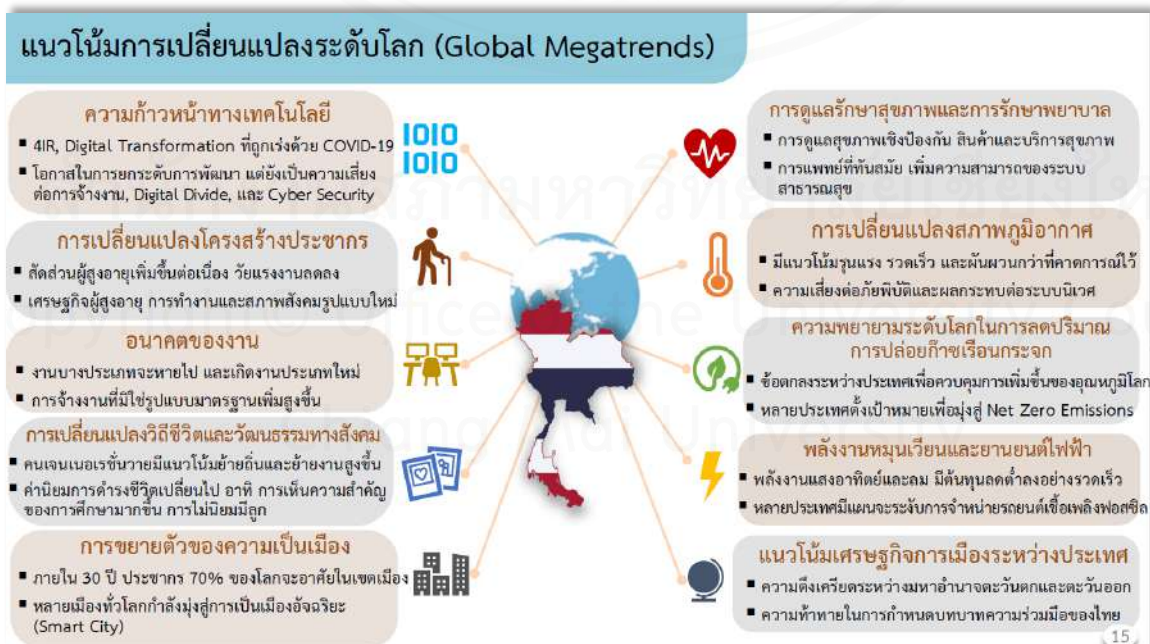 แนวโน้มการเปลี่ยนแปลงระดับโลก (Global Megatrends)
ความก้าวหน้าทางเทคโนโลยี
▪ 4IR, Digital Transformation ที่ถูกเร่งด้วย COVID-19
▪ โอกาสในการยกระดับการพัฒนา แต่ยังเป็นความเสี่ยง
ต่อการจ้างงาน, Digital Divide, และ Cyber Security
1010
1010
การเปลี่ยนแปลงโครงสร้างประชากร
▪ สัดส่วนผู้สูงอายุเพิ่มขึ้นต่อเนื่อง วัยแรงงานลดลง
▪ เศรษฐกิจผู้สูงอายุ การทำงานและสภาพสังคมรูปแบบใหม่
อนาคตของงาน
▪ งานบางประเภทจะหายไป และเกิดงานประเภทใหม่
▪ การจ้างงานที่มิใช่รูปแบบมาตรฐานเพิ่มสูงขึ้น
การเปลี่ยนแปลงวิถีชีวิตและวัฒนธรรมทางสังคม
▪ คนเจนเนอเรชั่นวายมีแนวโน้มย้ายถิ่นและย้ายงานสูงขึ้น
▪ ค่านิยมการดำรงชีวิตเปลี่ยนไป อาทิ การเห็นความสำคัญ
ของการศึกษามากขึ้น การไม่นิยมมีลูก
การขยายตัวของความเป็นเมือง
▪ ภายใน 30 ปี ประชากร 70% ของโลกจะอาศัยในเขตเมือง
▪ หลายเมืองทั่วโลกกำลังมุ่งสู่การเป็นเมืองอัจฉริยะ
(Smart City)
การดูแลรักษาสุขภาพและการรักษาพยาบาล
▪ การดูแลสุขภาพเชิงป้องกัน สินค้าและบริการสุขภาพ
▪ การแพทย์ที่ทันสมัย เพิ่มความสามารถของระบบ
สาธารณสุข
การเปลี่ยนแปลงสภาพภูมิอากาศ
▪ มีแนวโน้มรุนแรง รวดเร็ว และผันผวนกว่าที่คาดการณ์ไว้
▪ ความเสี่ยงต่อภัยพิบัติและผลกระทบต่อระบบนิเวศ
ความพยายามระดับโลกในการลดปริมาณ
การปล่อยก๊าซเรือนกระจก
▪ ข้อตกลงระหว่างประเทศเพื่อควบคุมการเพิ่มขึ้นของอุณหภูมิโลก
▪ หลายประเทศตั้งเป้าหมายเพื่อมุ่งสู่ Net Zero Emissions
พลังงานหมุนเวียนและยานยนต์ไฟฟ้า
▪ พลังงานแสงอาทิตย์และลม มีต้นทุนลดต่ำลงอย่างรวดเร็ว
▪ หลายประเทศมีแผนจะระงับการจำหน่ายรถยนต์เชื้อเพลิงฟอสซิล
แนวโน้มเศรษฐกิจการเมืองระหว่างประเทศ
▪ ความตึงเครียดระหว่างมหาอำนาจตะวันตกและตะวันออก
▪ ความท้าทายในการกำหนดบทบาทความร่วมมือของไทย
15